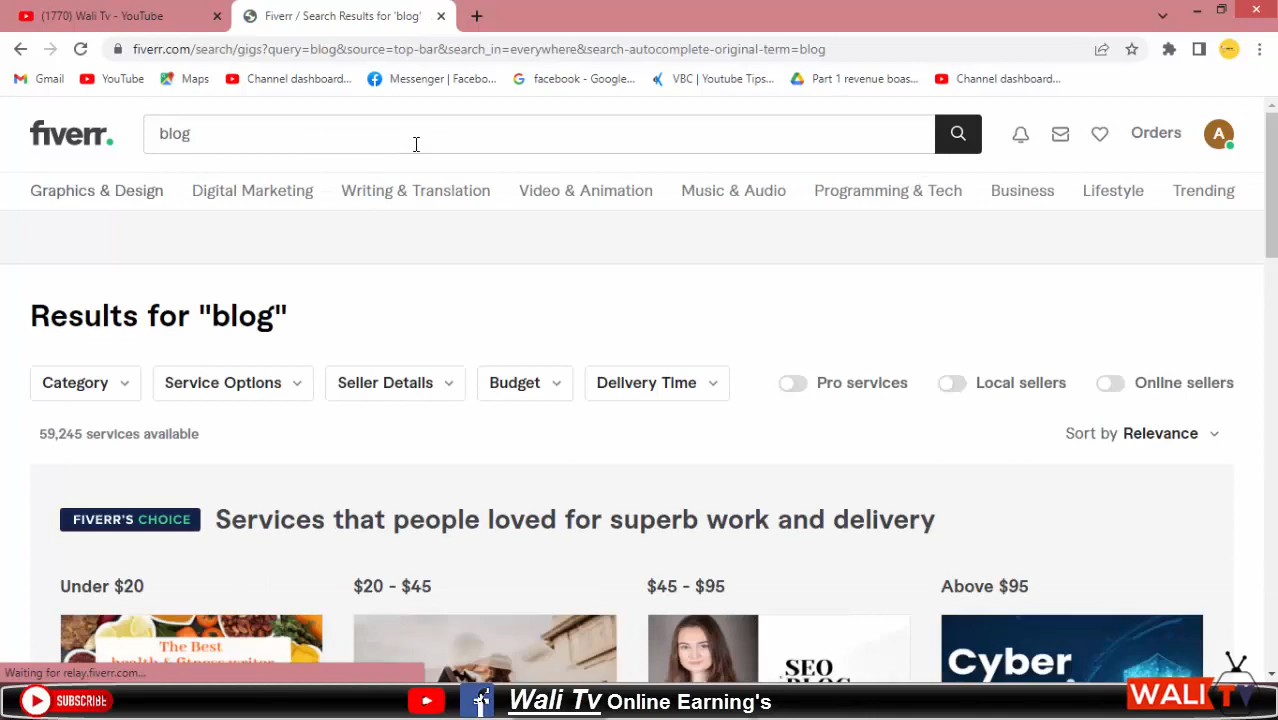 (1770) Wali Tv - YouTube
Fiverr / Search Results for 'blog'
fiverr.com/search/gigs?query=blog&source=top-bar&search_in=everywhere&search-autocomplete-original-term=blog
Gmail YouTube Maps Channel dashboard... Messenger | Facebo... facebook - Google... VBC | Youtube Tips... Part 1 revenue boas... Channel dashboard...
fiverr. blog Orders A
Graphics & Design Digital Marketing Writing & Translation Video & Animation Music & Audio Programming & Tech Business Lifestyle Trending
Results for "blog"
Category Service Options Seller Details Budget Delivery Time Pro services Local sellers Online sellers
59,245 services available Sort by Relevance
FIVERR'S CHOICE Services that people loved for superb work and delivery
Under $20 $20 - $45 $45 - $95 Above $95
The Best
health & fitness writer
SEO
BLOG
Cyber
Waiting for relay.fiverr.com...
SUBSCRIBE Wali Tv Online Earning's WALI TV